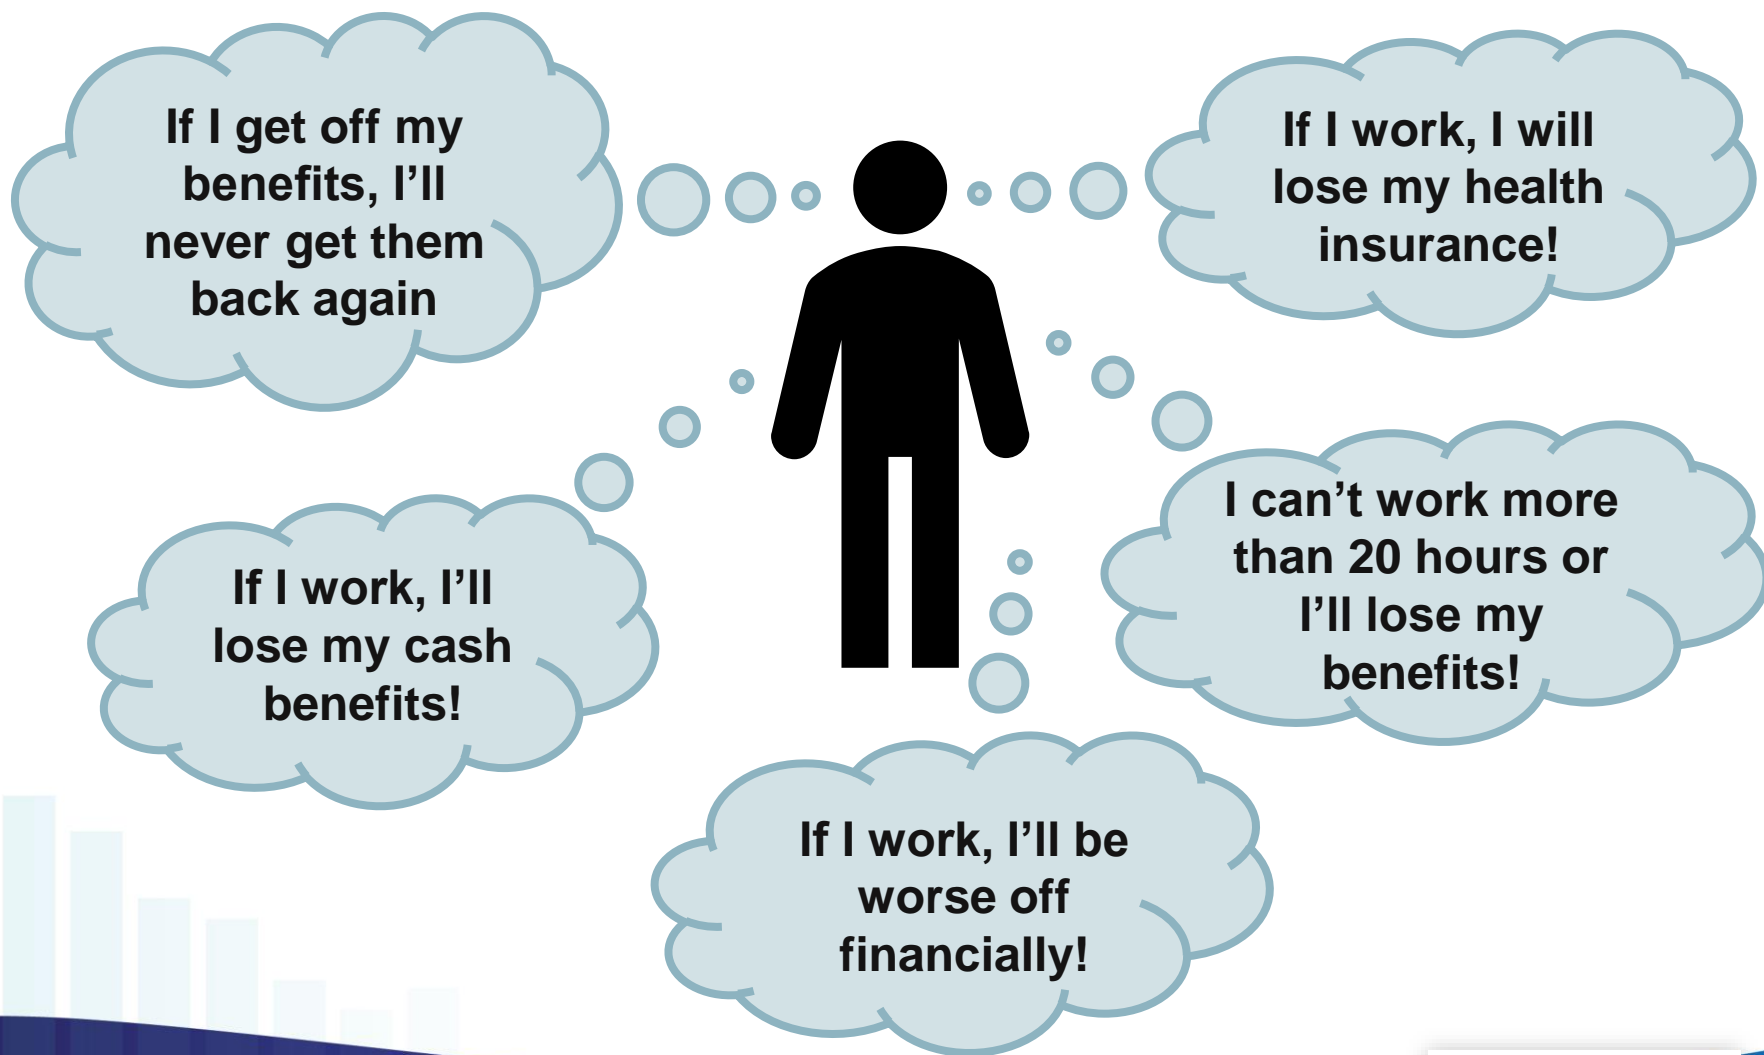 If I get off my
benefits, I’ll
never get them
back again
If I work, I will
lose my health
insurance!
If I work, I’ll
lose my cash
benefits!
I can’t work more
than 20 hours or
I’ll lose my
benefits!
If I work, I’ll be
worse off
financially!